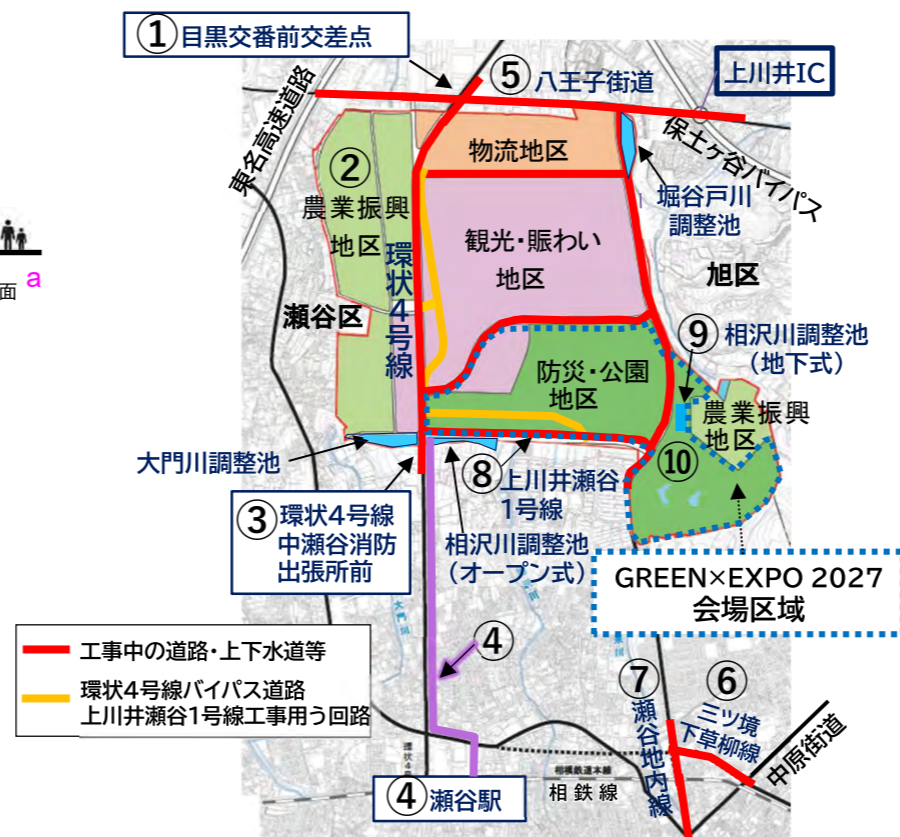 ①目黒交番前交差点
⑤八王子街道
上川井IC
東名高速道路
保土ヶ谷バイパス
物流地区
堀谷戸川
調整池
②
農業振興
地区
環状4号線
観光・賑わい
地区
旭区
瀬谷区
面
a
⑨相沢川調整池
（地下式）
防災・公園
地区
農業振興
地区
⑩
大門川調整池
⑧上川井瀬谷
1号線
③環状4号線
中瀬谷消防
出張所前
相沢川調整池
（オープン式）
GREEN×EXPO 2027
会場区域
大門川
工事中の道路・上下水道等
環状4号線バイパス道路
上川井瀬谷1号線工事用う回路
④
⑦
瀬谷地内線
⑥
三ツ境
下草柳線
中原街道
相模鉄道本線
相鉄線
④瀬谷駅